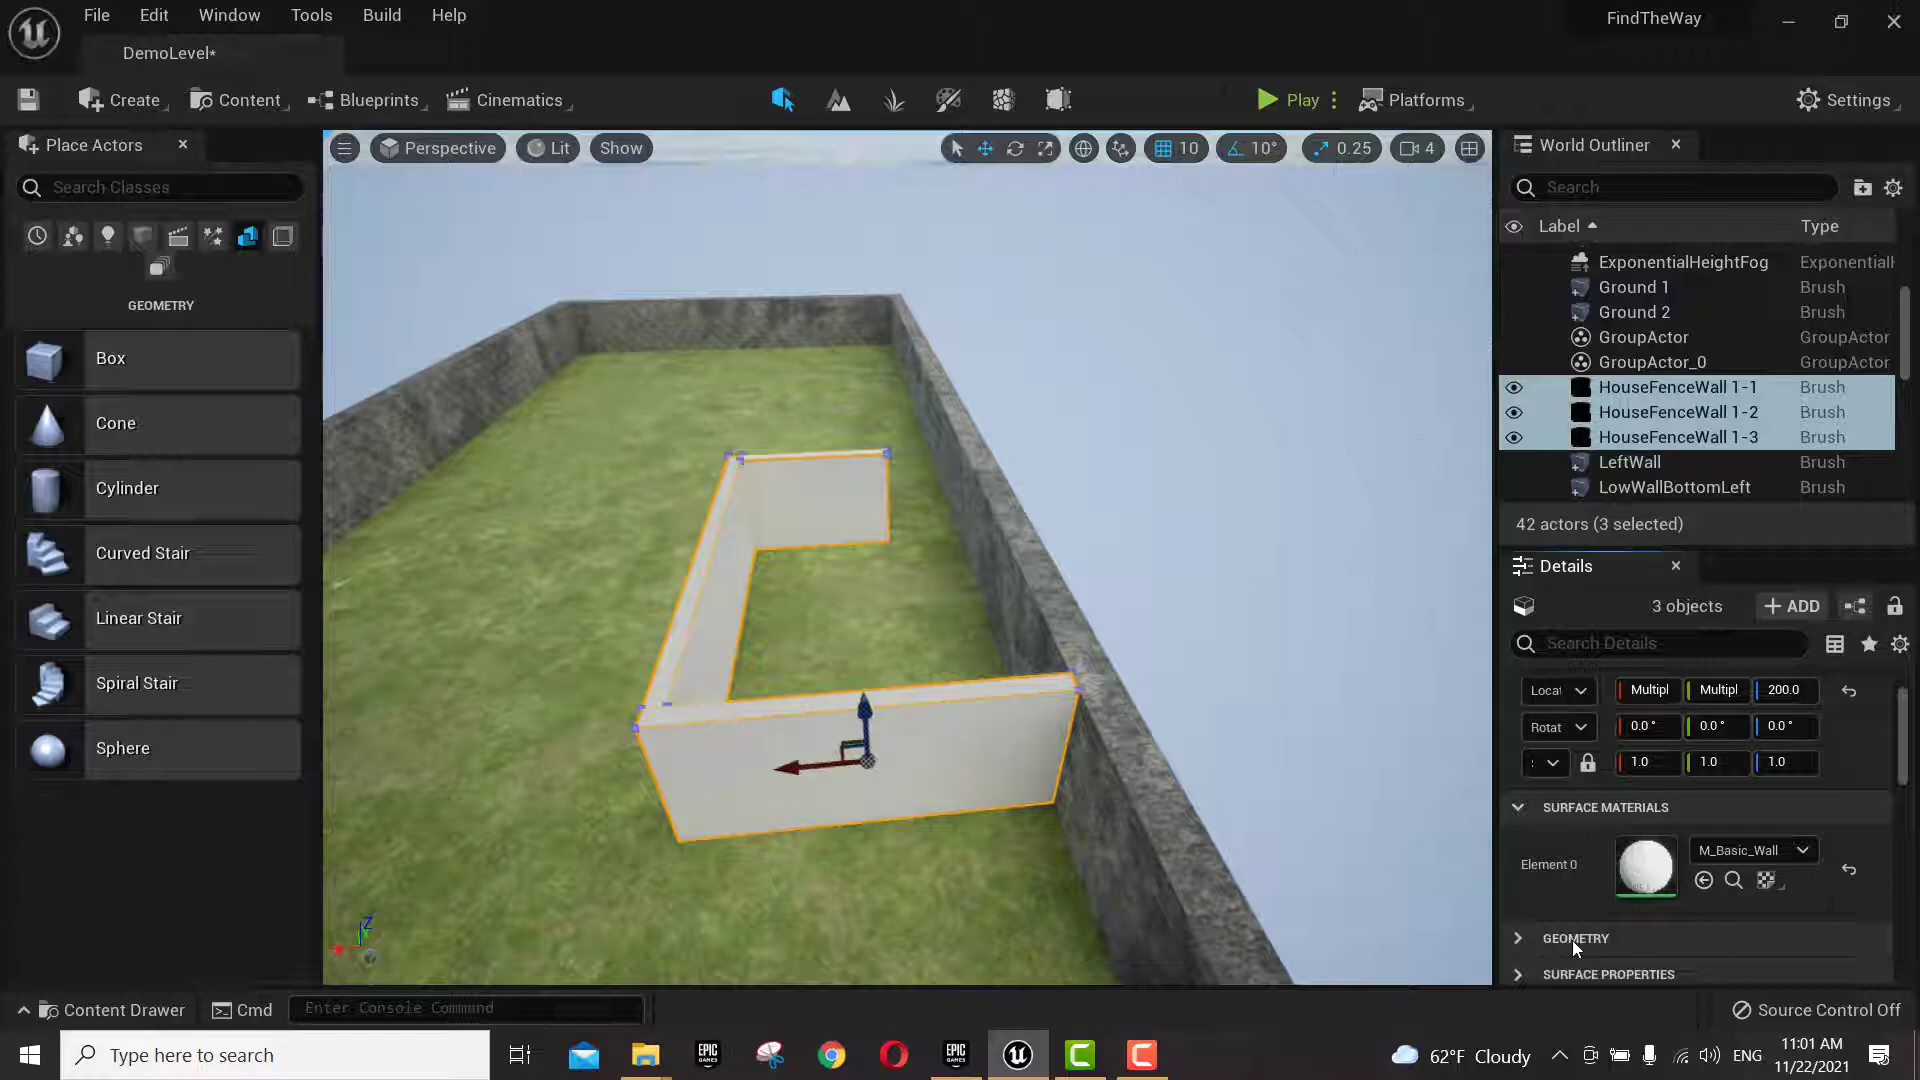 File Edit Window Tools Build Help
FindTheWay
DemoLevel*
Create Content Blueprints Cinematics Play Platforms Settings
Place Actors
Search Classes
GEOMETRY
Box
Cone
Cylinder
Curved Stair
Linear Stair
Spiral Stair
Sphere
Perspective Lit Show 10 10° 0.25 4
World Outliner
Search
Label Type
ExponentialHeightFog Exponential
Ground 1 Brush
Ground 2 Brush
GroupActor GroupActor
GroupActor_0 GroupActor
HouseFenceWall 1-1 Brush
HouseFenceWall 1-2 Brush
HouseFenceWall 1-3 Brush
LeftWall Brush
LowWallBottomLeft Brush
42 actors (3 selected)
Details
3 objects ADD
Search Details
Locat Multipl Multipl 200.0
Rotat 0.0 ° 0.0 ° 0.0 °
1.0 1.0 1.0
SURFACE MATERIALS
Element 0 M_Basic_Wall
GEOMETRY
SURFACE PROPERTIES
Z
Content Drawer Cmd Enter Console Command Source Control Off
Type here to search
EPIC GAMES
EPIC GAMES
62°F Cloudy ENG
11:01 AM
11/22/2021